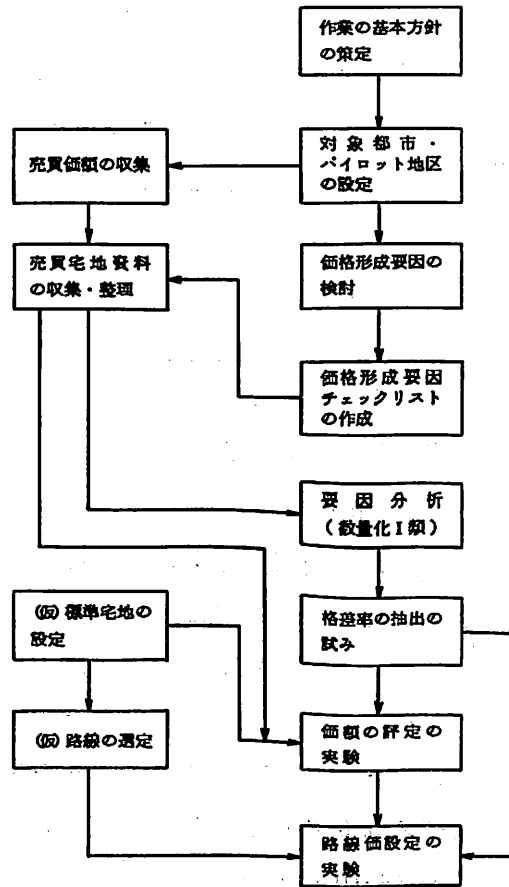 作業の基本方針
の策定
対象都市・
パイロット地区
の設定
売買価額の収集
売買宅地資料
の収集・整理
価格形成要因の
検討
価格形成要因
チェックリスト
の作成
要因分析
(数量化Ⅰ類)
(仮)標準宅地の
設定
格差率の抽出の
試み
(仮)路線の選定
価額の評定の
実験
路線価設定の
実験